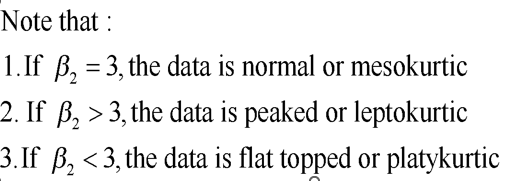 Note that :
1.If β₂ = 3, the data is normal or mesokurtic
2. If β₂ > 3, the data is peaked or leptokurtic
3.If β₂ < 3, the data is flat topped or platykurtic